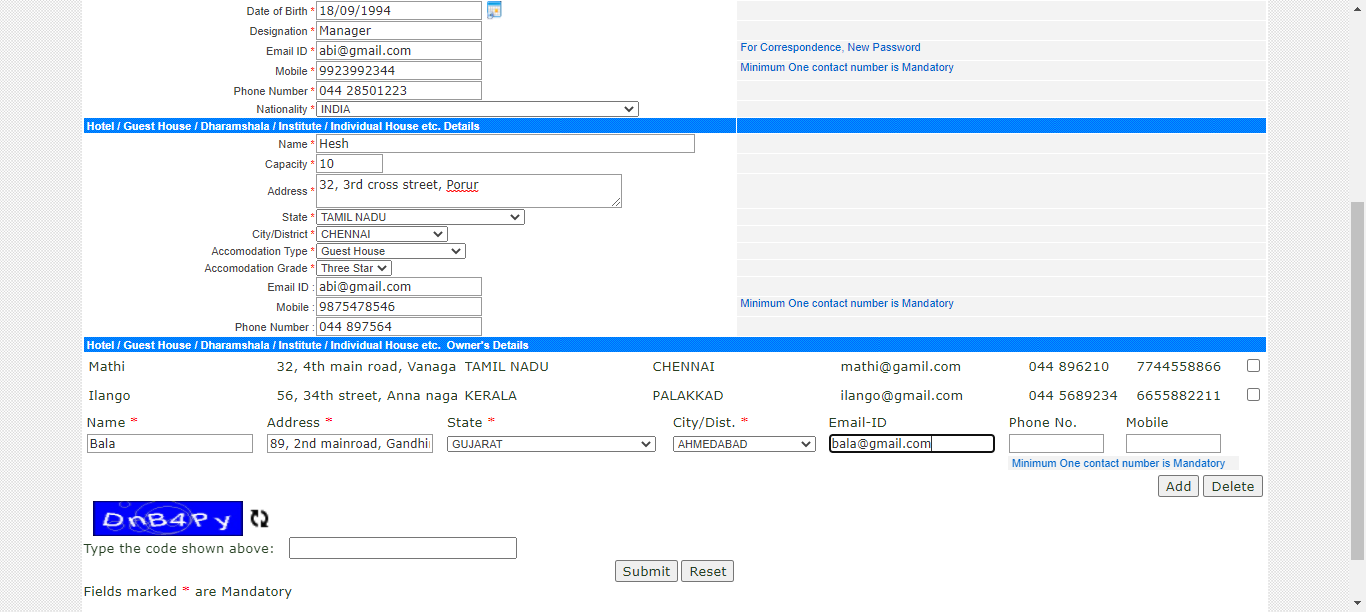 Date of Birth * 18/09/1994
Designation * Manager
Email ID * abi@gmail.com For Correspondence, New Password
Mobile * 9923992344 Minimum One contact number is Mandatory
Phone Number * 044 28501223
Nationality * INDIA
Hotel / Guest House / Dharamshala / Institute / Individual House etc. Details
Name * Hesh
Capacity * 10
Address * 32, 3rd cross street, Porur
State * TAMIL NADU
City/District * CHENNAI
Accomodation Type * Guest House
Accomodation Grade * Three Star
Email ID : abi@gmail.com
Mobile : 9875478546 Minimum One contact number is Mandatory
Phone Number : 044 897564
Hotel / Guest House / Dharamshala / Institute / Individual House etc. Owner's Details
Mathi 32, 4th main road, Vanaga TAMIL NADU CHENNAI mathi@gamil.com 044 896210 7744558866
Ilango 56, 34th street, Anna naga KERALA PALAKKAD ilango@gmail.com 044 5689234 6655882211
Name * Address * State * City/Dist. * Email-ID Phone No. Mobile
Bala 89, 2nd mainroad, Gandhi GUJARAT AHMEDABAD bala@gmail.com
Minimum One contact number is Mandatory
Add Delete
DnB4Py
Type the code shown above:
Submit Reset
Fields marked * are Mandatory